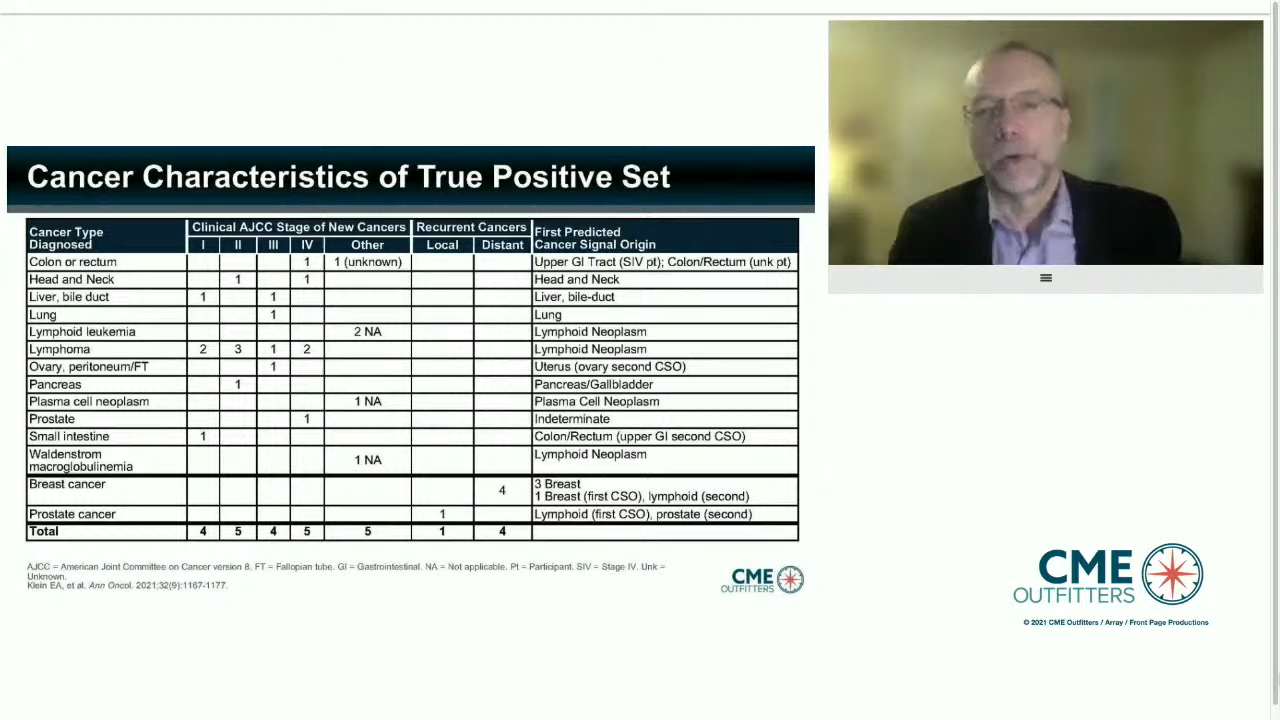 Cancer Characteristics of True Positive Set
Cancer Type Diagnosed Clinical AJCC Stage of New Cancers Recurrent Cancers First Predicted Cancer Signal Origin
I II III IV Other Local Distant
Colon or rectum 1 1 (unknown) Upper GI Tract (SIV pt); Colon/Rectum (unk pt)
Head and Neck 1 1 Head and Neck
Liver, bile duct 1 1 Liver, bile-duct
Lung 1 Lung
Lymphoid leukemia 2 NA Lymphoid Neoplasm
Lymphoma 2 3 1 2 Lymphoid Neoplasm
Ovary, peritoneum/FT 1 Uterus (ovary second CSO)
Pancreas 1 Pancreas/Gallbladder
Plasma cell neoplasm 1 NA Plasma Cell Neoplasm
Prostate 1 Indeterminate
Small intestine 1 Colon/Rectum (upper GI second CSO)
Waldenstrom macroglobulinemia 1 NA Lymphoid Neoplasm
Breast cancer 4 3 Breast
1 Breast (first CSO), lymphoid (second)
Prostate cancer 1 Lymphoid (first CSO), prostate (second)
Total 4 5 4 5 5 1 4
AJCC = American Joint Committee on Cancer version 8. FT = Fallopian tube. GI = Gastrointestinal. NA = Not applicable. Pt = Participant. SIV = Stage IV. Unk =
Unknown.
Klein EA, et al. Ann Oncol. 2021;32(9):1167-1177.
CME
OUTFITTERS
CME
OUTFITTERS
© 2021 CME Outfitters / Array / Front Page Productions